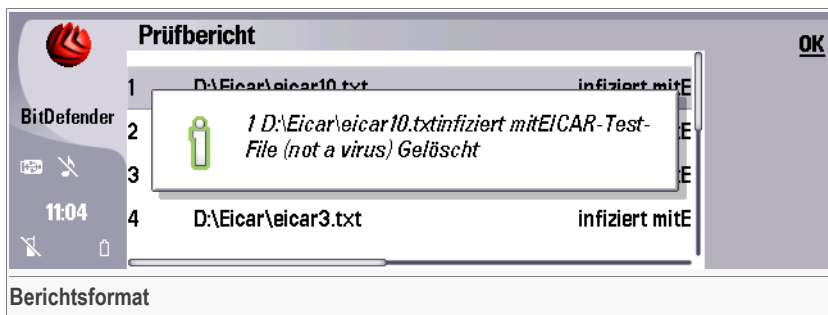 Prüfbericht
OK
BitDefender
1 D:\Eicar\eicar10.txt infiziert mitE
1 D:\Eicar\eicar10.txtinfiziert mitEICAR-Test-
File (not a virus) Gelöscht
2 :E
3 :E
4 D:\Eicar\eicar3.txt infiziert mitE
11:04
Berichtsformat